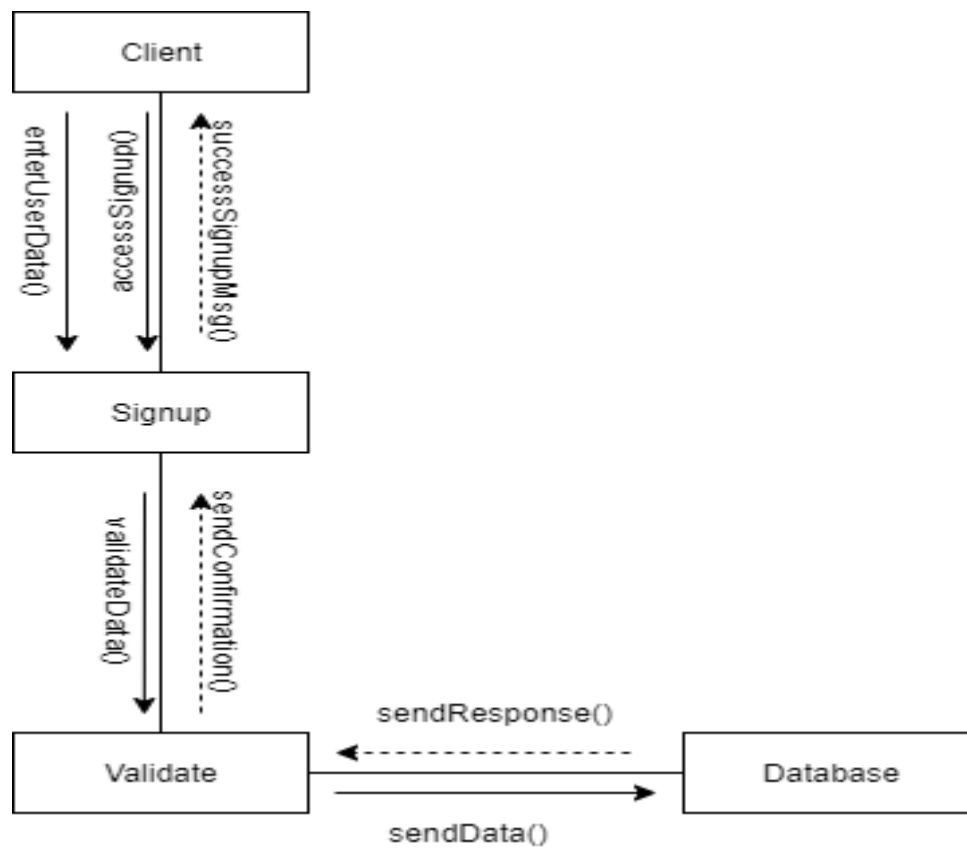 Client
enterUserData()
accessSignup()
successSignupMsg()
Signup
validateData()
sendConfirmation()
sendResponse()
Validate
Database
sendData()